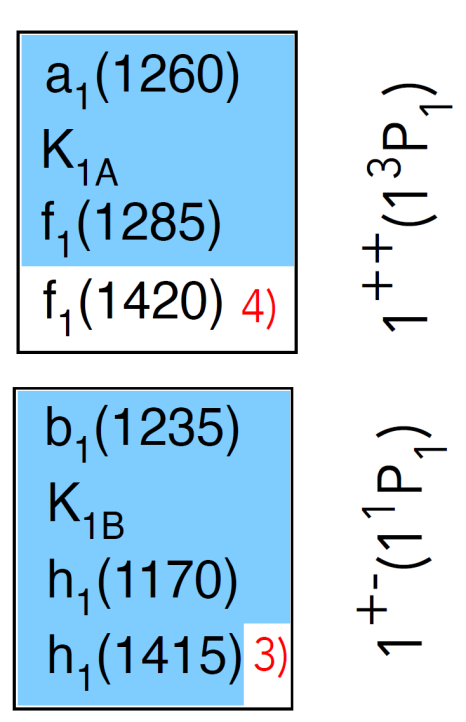 a₁(1260)
K₁A
f₁(1285)
f₁(1420) 4)
1⁺⁺(1³P₁)
b₁(1235)
K₁B
h₁(1170)
h₁(1415) 3)
1⁺⁻(1¹P₁)